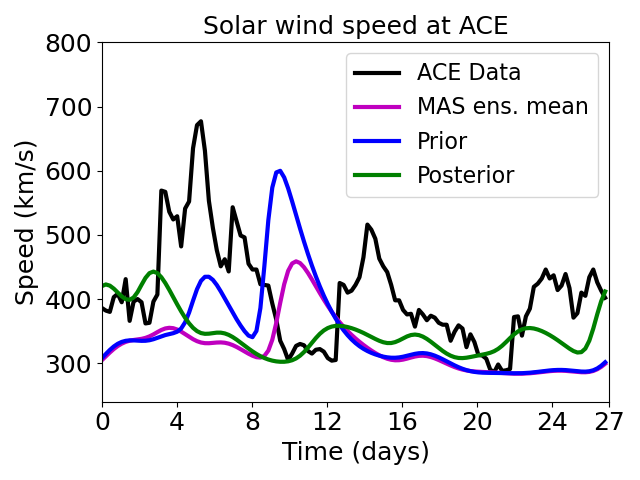 Solar wind speed at ACE
800
700
600
500
400
300
Speed (km/s)
ACE Data
MAS ens. mean
Prior
Posterior
0 4 8 12 16 20 24 27
Time (days)